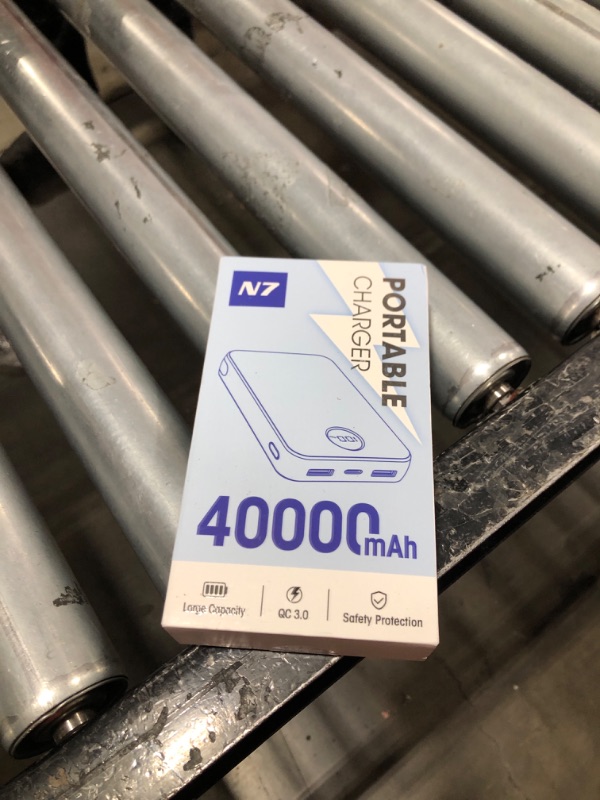 N7
PORTABLE
CHARGER
40000mAh
Large Capacity
QC 3.0
Safety Protection